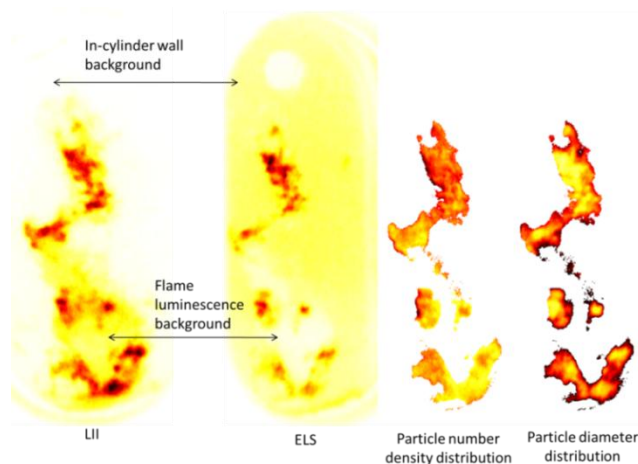 In-cylinder wall
background
Flame
luminescence
background
LII
ELS
Particle number
density distribution
Particle diameter
distribution